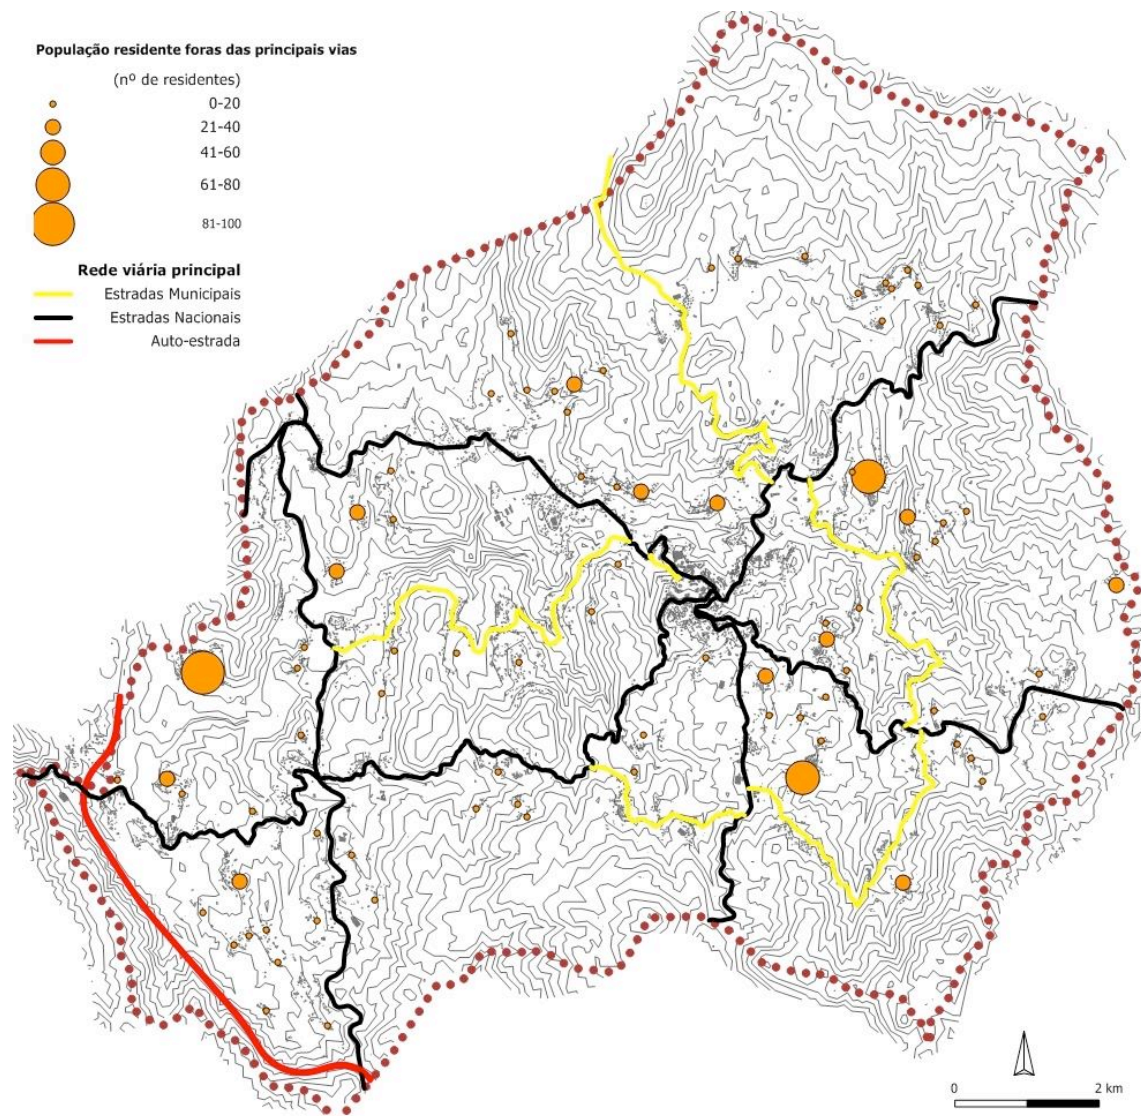 População residente foras das principais vias
(nº de residentes)
0-20
21-40
41-60
61-80
81-100
Rede viária principal
Estradas Municipais
Estradas Nacionais
Auto-estrada
0 2 km